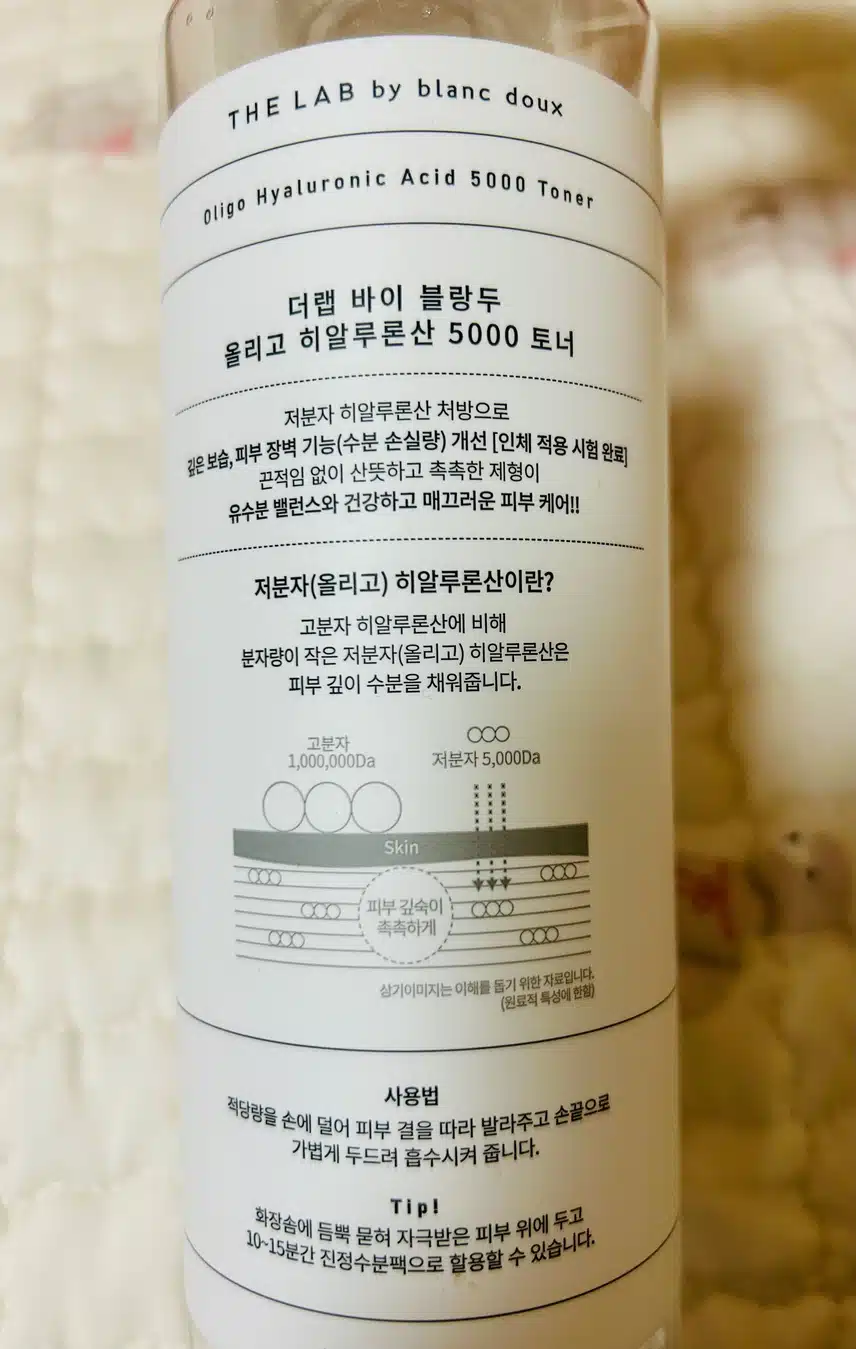 THE LAB by blanc doux
Oligo Hyaluronic Acid 5000 Toner
더랩 바이 블랑두
올리고 히알루론산 5000 토너
저분자 히알루론산 처방으로
깊은 보습, 피부 장벽 기능(수분 손실량) 개선 [인체 적용 시험 완료]
끈적임 없이 산뜻하고 촉촉한 제형이
유수분 밸런스와 건강하고 매끄러운 피부 케어!!
저분자(올리고) 히알루론산이란?
고분자 히알루론산에 비해
분자량이 작은 저분자(올리고) 히알루론산은
피부 깊이 수분을 채워줍니다.
고분자
1,000,000Da
저분자 5,000Da
Skin
피부 깊숙이
촉촉하게
상기이미지는 이해를 돕기 위한 자료입니다.
(원료적 특성에 한함)
사용법
적당량을 손에 덜어 피부 결을 따라 발라주고 손끝으로
가볍게 두드려 흡수시켜 줍니다.
Tip!
화장솜에 듬뿍 묻혀 자극받은 피부 위에 두고
10~15분간 진정수분팩으로 할용할 수 있습니다.